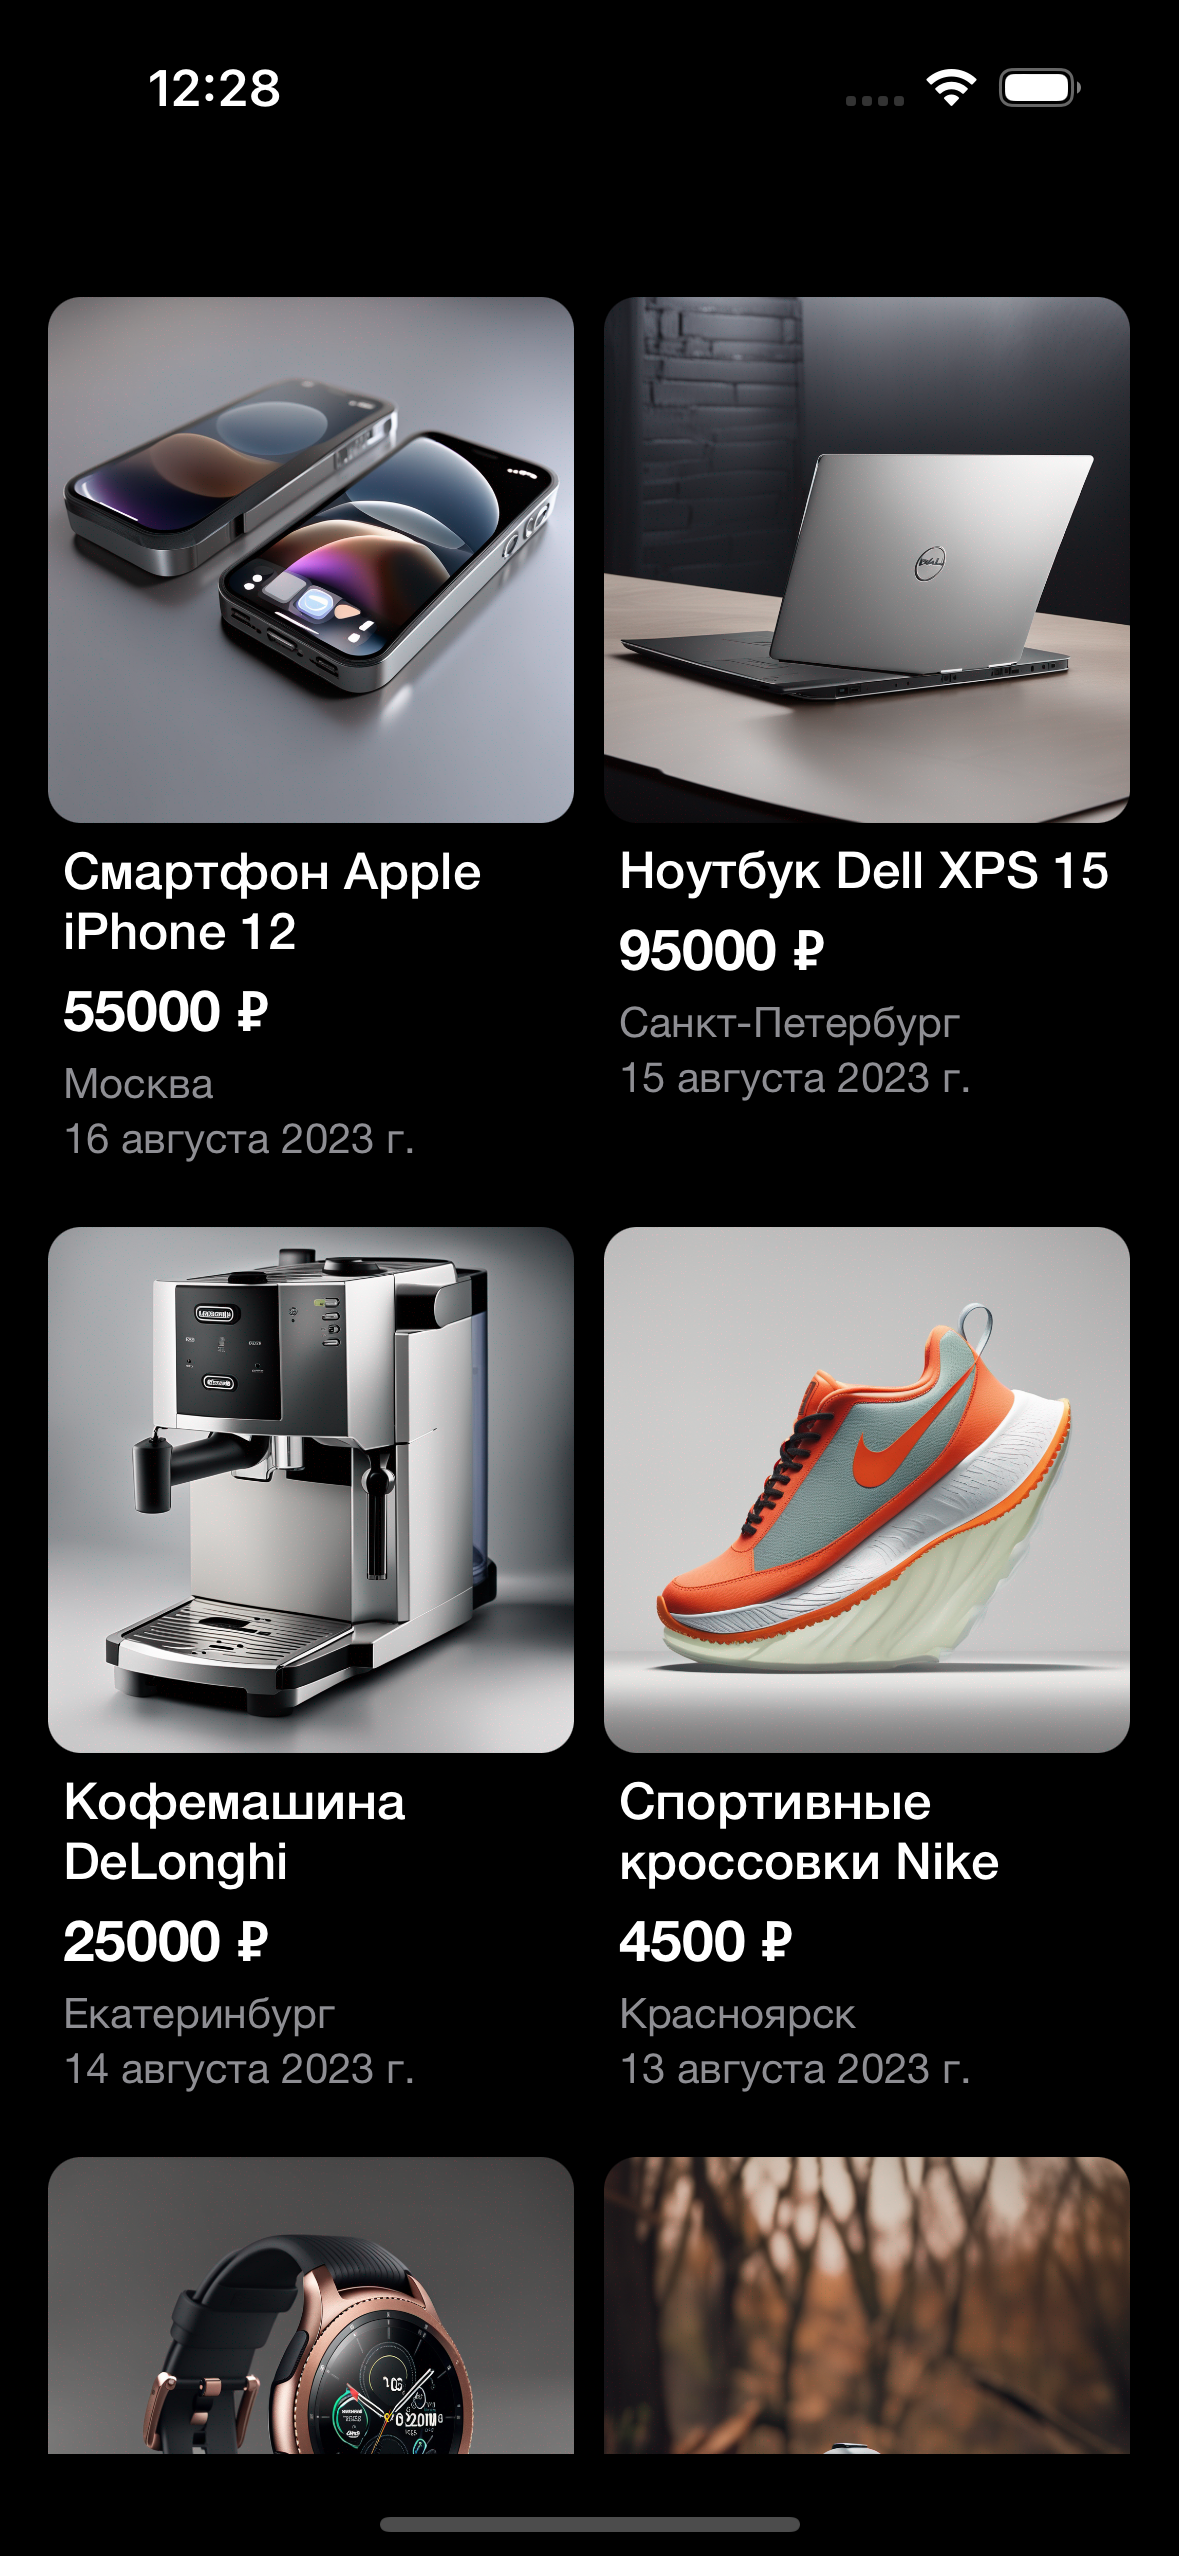 12:28
Смартфон Apple
iPhone 12
55000 ₽
Москва
16 августа 2023 г.
Ноутбук Dell XPS 15
95000 ₽
Санкт-Петербург
15 августа 2023 г.
Кофемашина
DeLonghi
25000 ₽
Екатеринбург
14 августа 2023 г.
Спортивные
кроссовки Nike
4500 ₽
Красноярск
13 августа 2023 г.